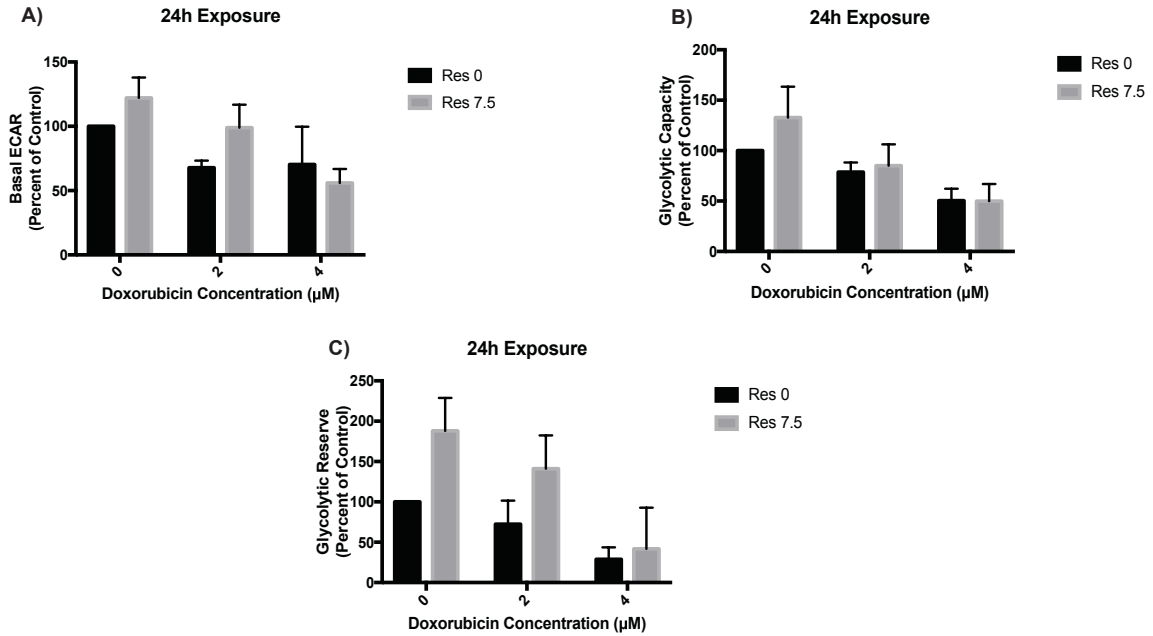 A)
24h Exposure
Basal ECAR
(Percent of Control)
150
100
50
0
0
2
4
Doxorubicin Concentration (µM)
Res 0
Res 7.5
B)
24h Exposure
Glycolytic Capacity
(Percent of Control)
200
150
100
50
0
0
2
4
Doxorubicin Concentration (µM)
Res 0
Res 7.5
C)
24h Exposure
Glycolytic Reserve
(Percent of Control)
250
200
150
100
50
0
0
2
4
Doxorubicin Concentration (µM)
Res 0
Res 7.5